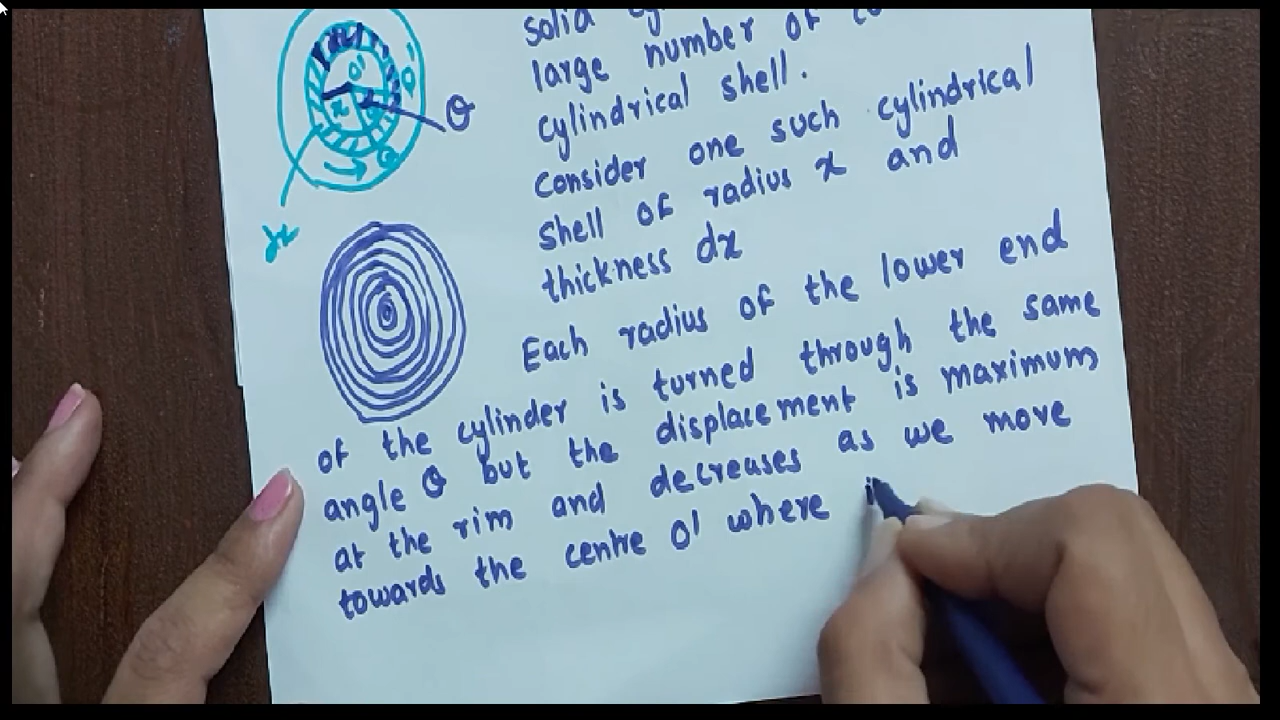 solid
large number of
cylindrical shell.
Consider one such cylindrical
shell of radius x and
thickness dx
Each radius of the lower end
of the cylinder is turned through the same
angle θ but the displacement is maximum
at the rim and decreases as we move
towards the centre O' where
θ
O'
x
dx